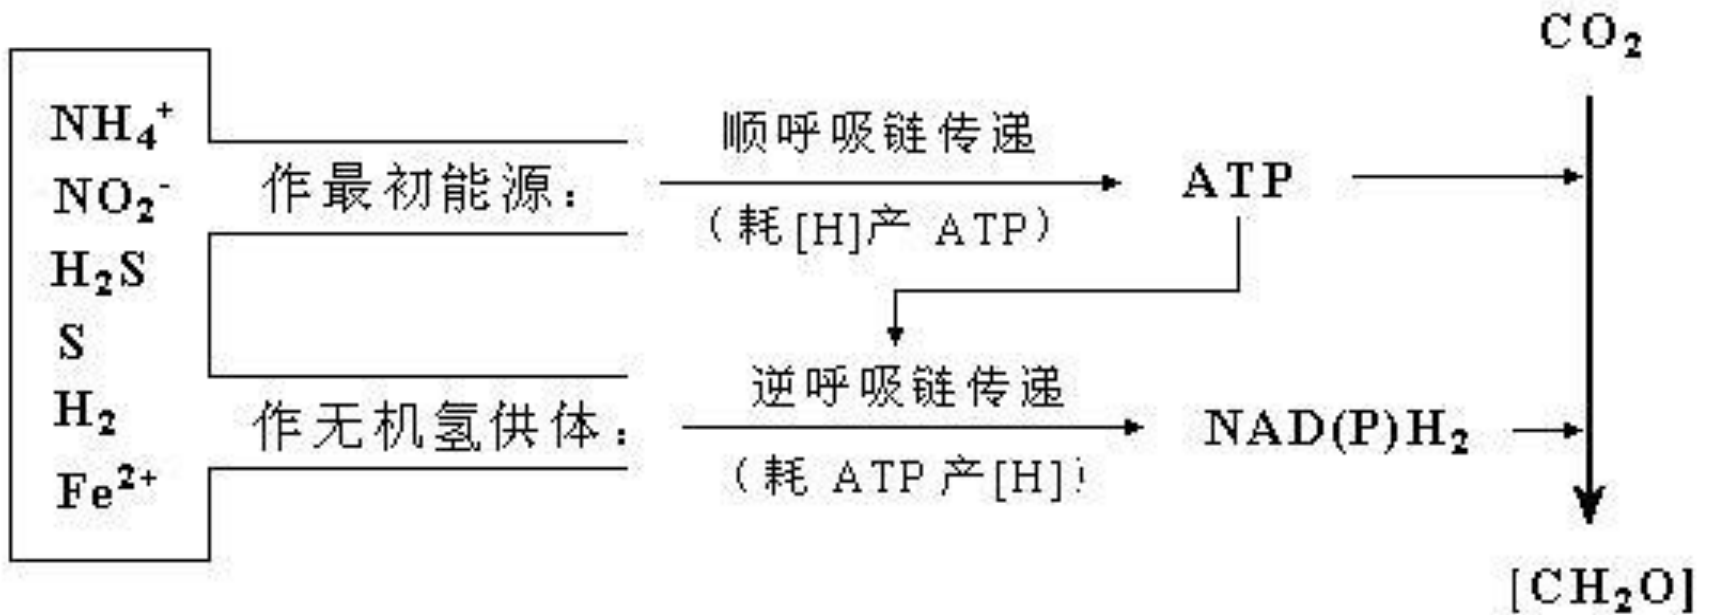 CO₂
NH₄⁺
NO₂⁻
H₂S
S
H₂
Fe²⁺
作最初能源：
顺呼吸链传递
（耗[H]产 ATP）
ATP
作无机氢供体：
逆呼吸链传递
（耗 ATP 产[H]）
NAD(P)H₂
[CH₂O]